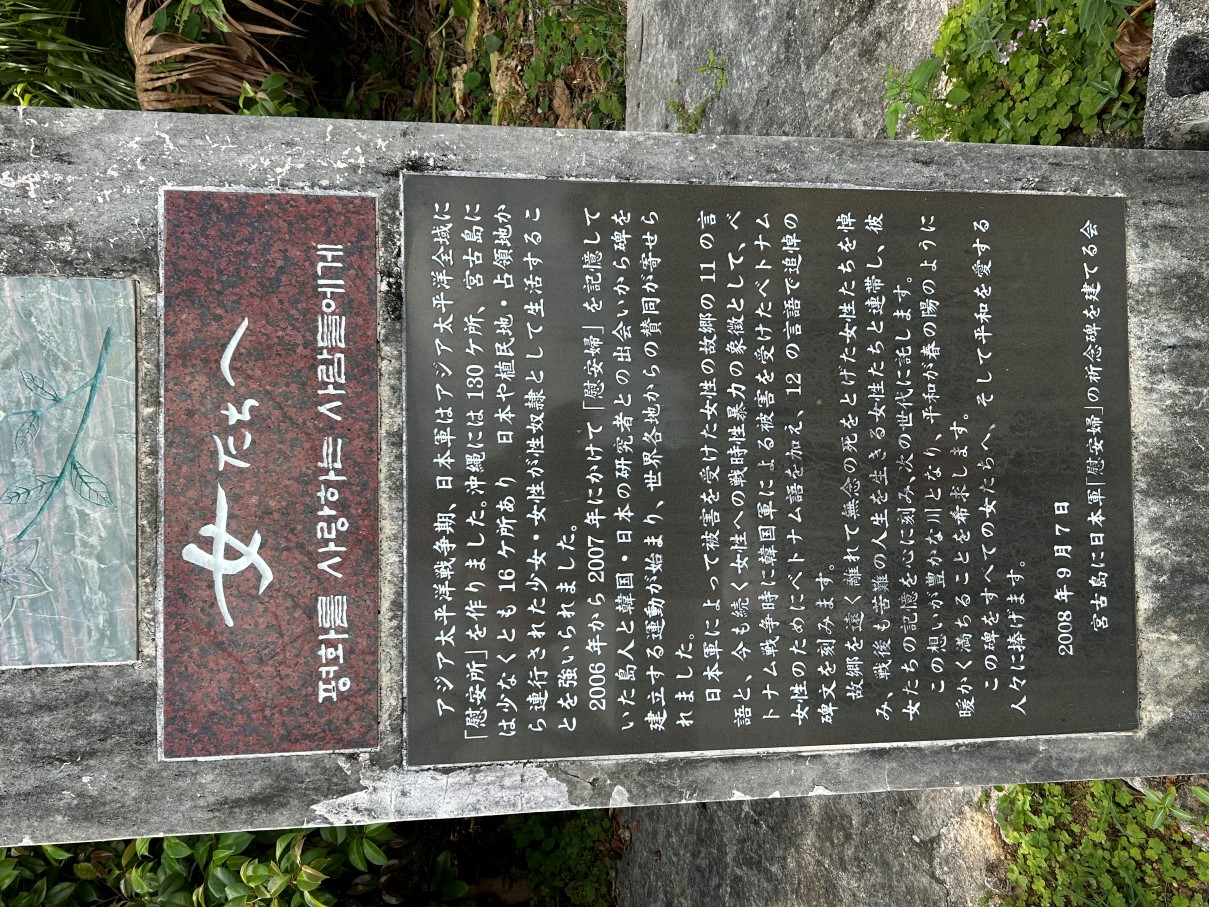 女たちへ
평화를 사랑하는 사람들에게
アジア太平洋戦争期、日本軍はアジア太平洋全域に
「慰安所」を作りました。沖縄には130ケ所、宮古島に
は少なくとも16ケ所あり 日本や植民地・占領地か
ら連行された少女・女性が性奴隷として生活するこ
とを強いられました。
2006年から2007年にかけて「慰安婦」を記憶して
いた島人と韓国・日本の研究者との出会いから碑を
建立する運動が始まり、世界各地からの賛同が寄せら
れました。
日本軍によって被害を受けた女性の故郷の11の言
語と、今も続く女性への戦時性暴力の象徴として、ベ
トナム戦争時に韓国軍による被害を受けたベトナム
女性のためにベトナム語を加え、12の言語で追悼の
碑文を刻みます。
故郷を遠く離れて無念の死をとげた女性たちを悼
み、戦後も苦難の人生を生きる女性たちと連帯し、彼
女たちの記憶を心に刻み、次の世代に託します。
この想いが豊かな川となり、平和が春の陽のように
暖かく満ちることを希求します。
この碑をすべての女たちへ、そして平和を愛する
人々に捧げます。
2008年9月7日
宮古島に日本軍「慰安婦」の祈念碑を建てる会